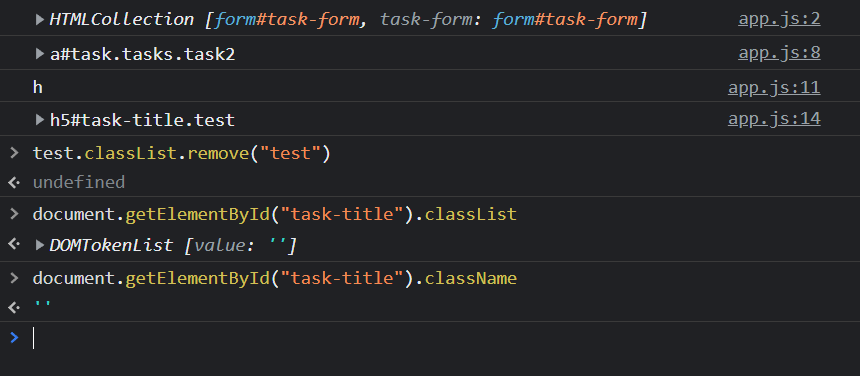 HTMLCollection [form#task-form, task-form: form#task-form] app.js:2
a#task.tasks.task2 app.js:8
h app.js:11
h5#task-title.test app.js:14
test.classList.remove("test")
undefined
document.getElementById("task-title").classList
DOMTokenList [value: '']
document.getElementById("task-title").className
''